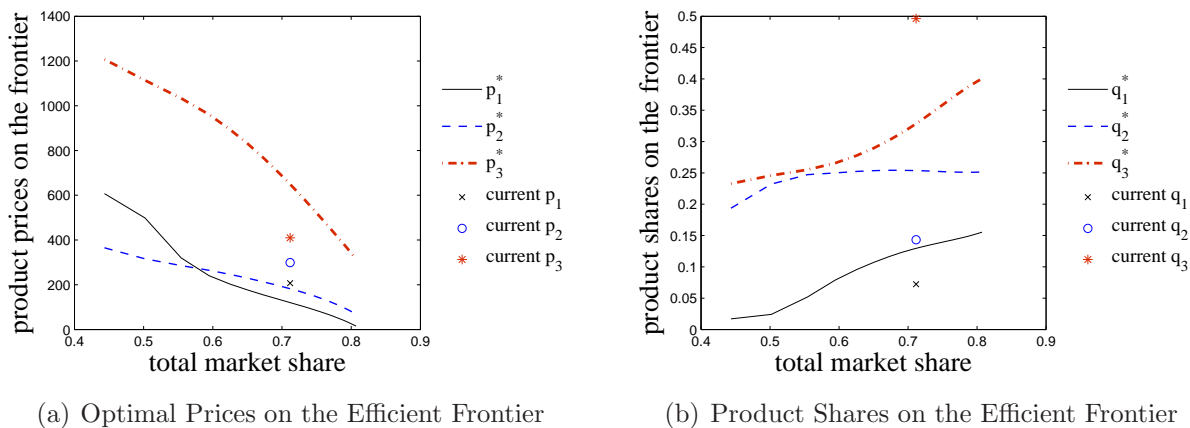 1400
1200
1000
800
600
400
200
0
0.4 0.5 0.6 0.7 0.8 0.9
total market share
product prices on the frontier
p₁*
p₂*
p₃*
current p₁
current p₂
current p₃
(a) Optimal Prices on the Efficient Frontier
0.5
0.45
0.4
0.35
0.3
0.25
0.2
0.15
0.1
0.05
0
0.4 0.5 0.6 0.7 0.8 0.9
total market share
product shares on the frontier
q₁*
q₂*
q₃*
current q₁
current q₂
current q₃
(b) Product Shares on the Efficient Frontier